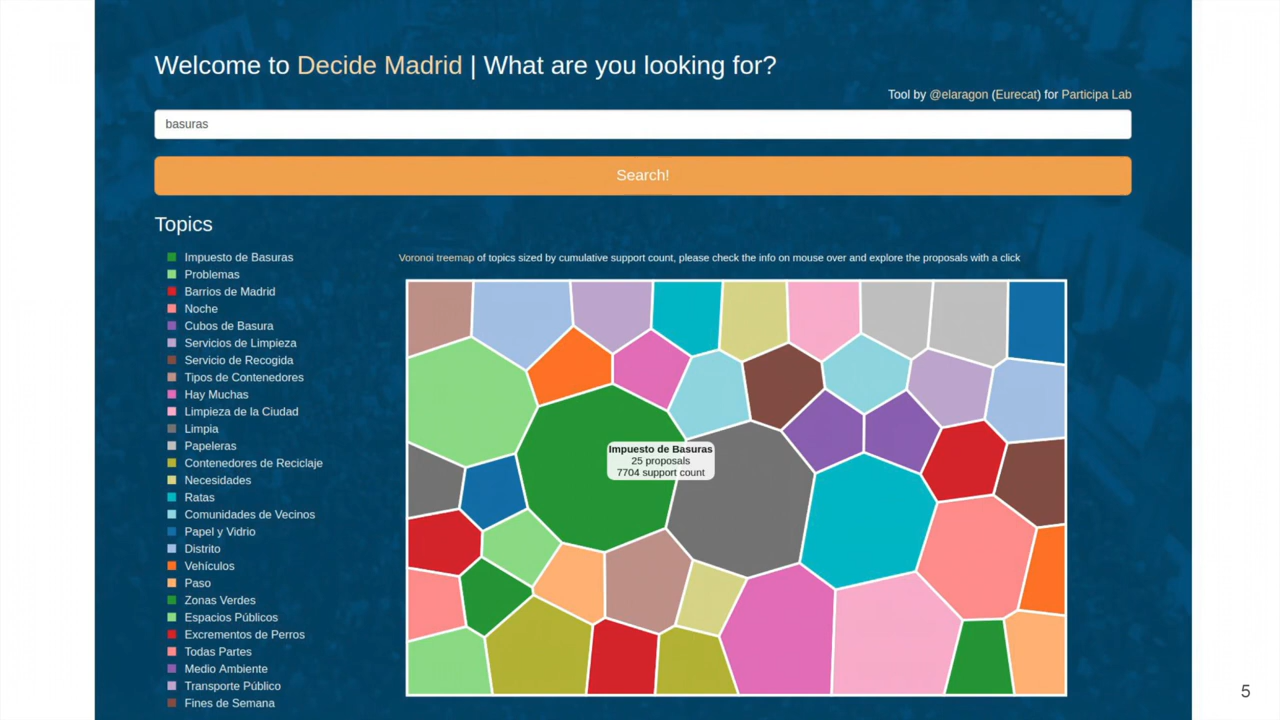 Welcome to Decide Madrid | What are you looking for?
Tool by @elaragon (Eurecat) for Participa Lab
basuras
Search!
Topics
Voronoi treemap of topics sized by cumulative support count, please check the info on mouse over and explore the proposals with a click
Impuesto de Basuras
Problemas
Barrios de Madrid
Noche
Cubos de Basura
Servicios de Limpieza
Servicio de Recogida
Tipos de Contenedores
Hay Muchas
Limpieza de la Ciudad
Limpia
Papeleras
Contenedores de Reciclaje
Necesidades
Ratas
Comunidades de Vecinos
Papel y Vidrio
Distrito
Vehículos
Paso
Zonas Verdes
Espacios Públicos
Excrementos de Perros
Todas Partes
Medio Ambiente
Transporte Público
Fines de Semana
Impuesto de Basuras
25 proposals
7704 support count
5